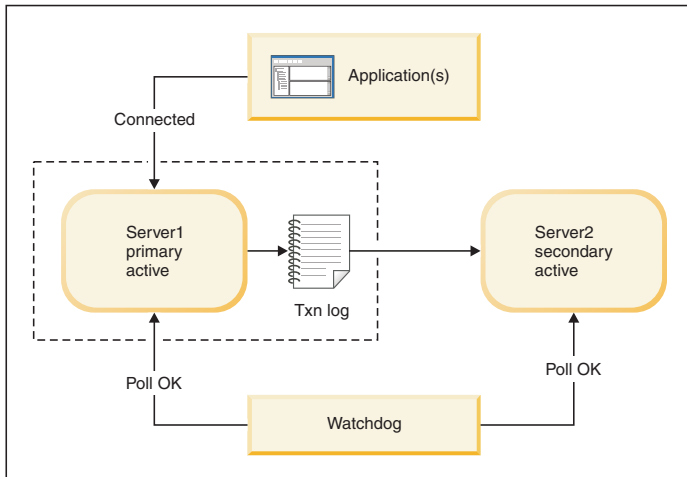 Application(s)
Connected
Server1
primary
active
Txn log
Server2
secondary
active
Poll OK
Poll OK
Watchdog